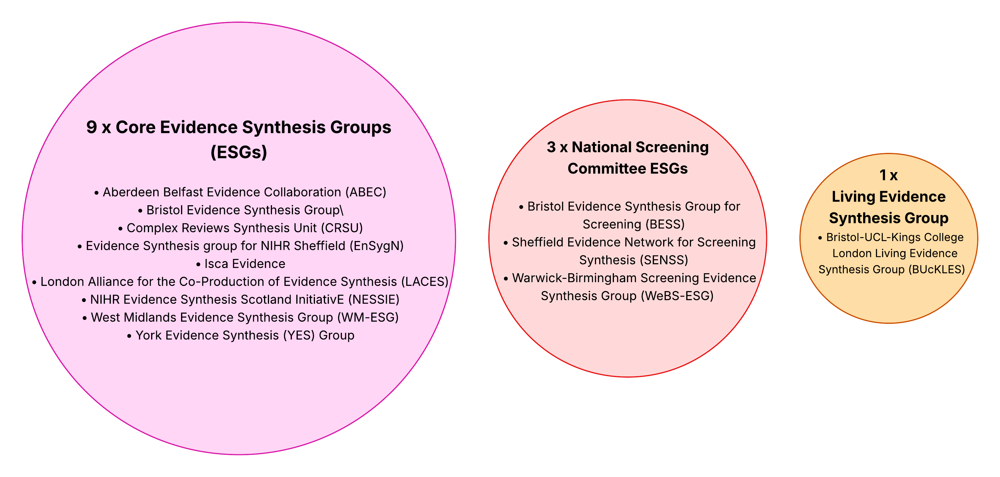 9 x Core Evidence Synthesis Groups
(ESGs)
• Aberdeen Belfast Evidence Collaboration (ABEC)
• Bristol Evidence Synthesis Group\
• Complex Reviews Synthesis Unit (CRSU)
• Evidence Synthesis group for NIHR Sheffield (EnSygN)
• Isca Evidence
• London Alliance for the Co-Production of Evidence Synthesis (LACES)
• NIHR Evidence Synthesis Scotland InitiativE (NESSIE)
• West Midlands Evidence Synthesis Group (WM-ESG)
• York Evidence Synthesis (YES) Group
3 x National Screening
Committee ESGs
• Bristol Evidence Synthesis Group for
Screening (BESS)
• Sheffield Evidence Network for Screening
Synthesis (SENSS)
• Warwick-Birmingham Screening Evidence
Synthesis Group (WeBS-ESG)
1 x
Living Evidence
Synthesis Group
• Bristol-UCL-Kings College
London Living Evidence
Synthesis Group (BUcKLES)